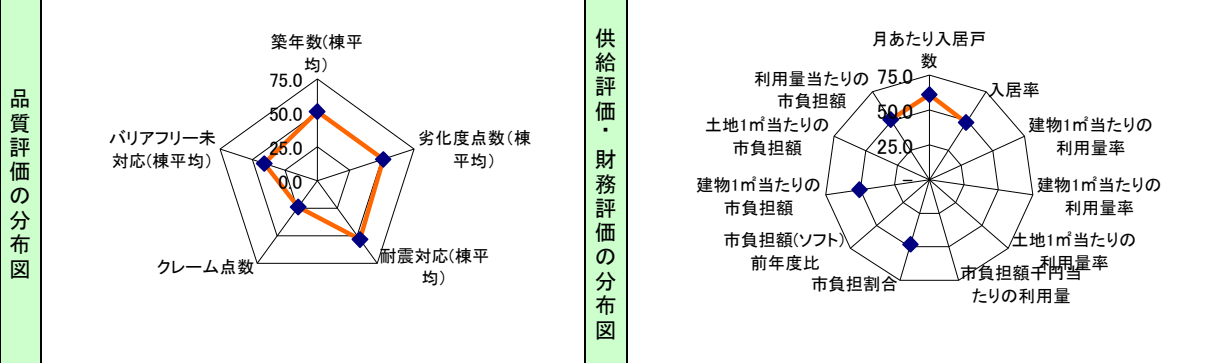 品質評価の分布図
築年数(棟平
均)
75.0
50.0
25.0
0.0
劣化度点数(棟
平均)
耐震対応(棟平
均)
クレーム点数
バリアフリー未
対応(棟平均)
供給評価・財務評価の分布図
月あたり入居戸
数
75.0
50.0
25.0
–
入居率
建物1㎡当たりの
利用量率
建物1㎡当たりの
利用量率
土地1㎡当たりの
利用量率
市負担額千円当
たりの利用量
市負担割合
市負担額(ソフト)
前年度比
建物1㎡当たりの
市負担額
土地1㎡当たりの
市負担額
利用量当たりの
市負担額